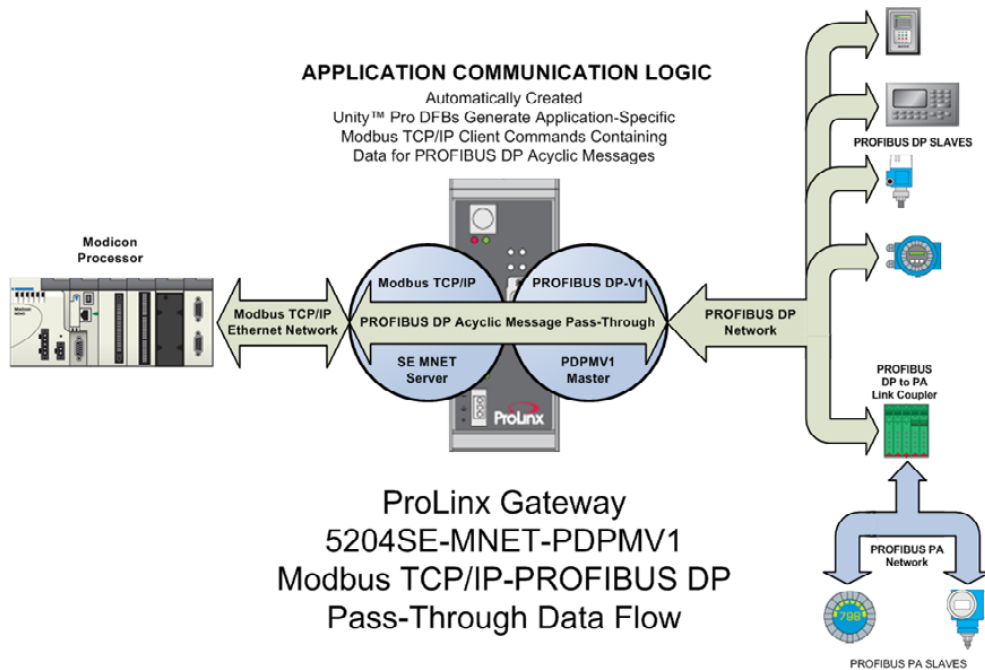 APPLICATION COMMUNICATION LOGIC
Automatically Created
Unity™ Pro DFBs Generate Application-Specific
Modbus TCP/IP Client Commands Containing
Data for PROFIBUS DP Acyclic Messages
PROFIBUS DP SLAVES
Modicon
Processor
Modbus TCP/IP
Ethernet Network
Modbus TCP/IP
PROFIBUS DP-V1
PROFIBUS DP Acyclic Message Pass-Through
SE MNET
Server
PDPMV1
Master
PROFIBUS DP
Network
ProLinx
PROFIBUS
DP to PA
Link Coupler
ProLinx Gateway
5204SE-MNET-PDPMV1
Modbus TCP/IP-PROFIBUS DP
Pass-Through Data Flow
PROFIBUS PA
Network
798
PROFIBUS PA SLAVES